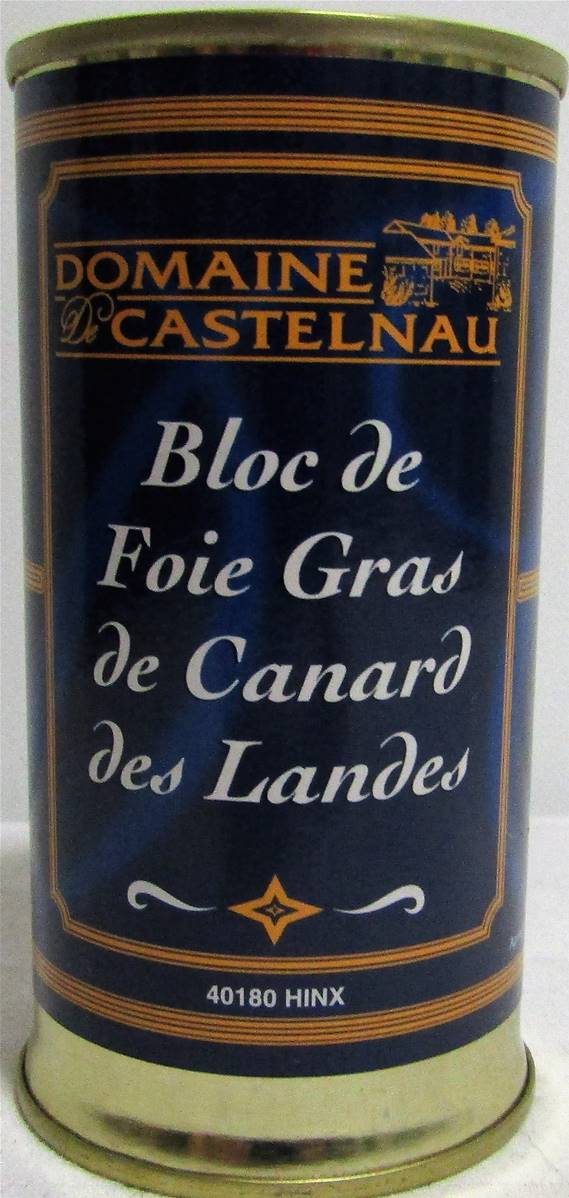 DOMAINE
De CASTELNAU
Bloc de
Foie Gras
de Canard
des Landes
40180 HINX